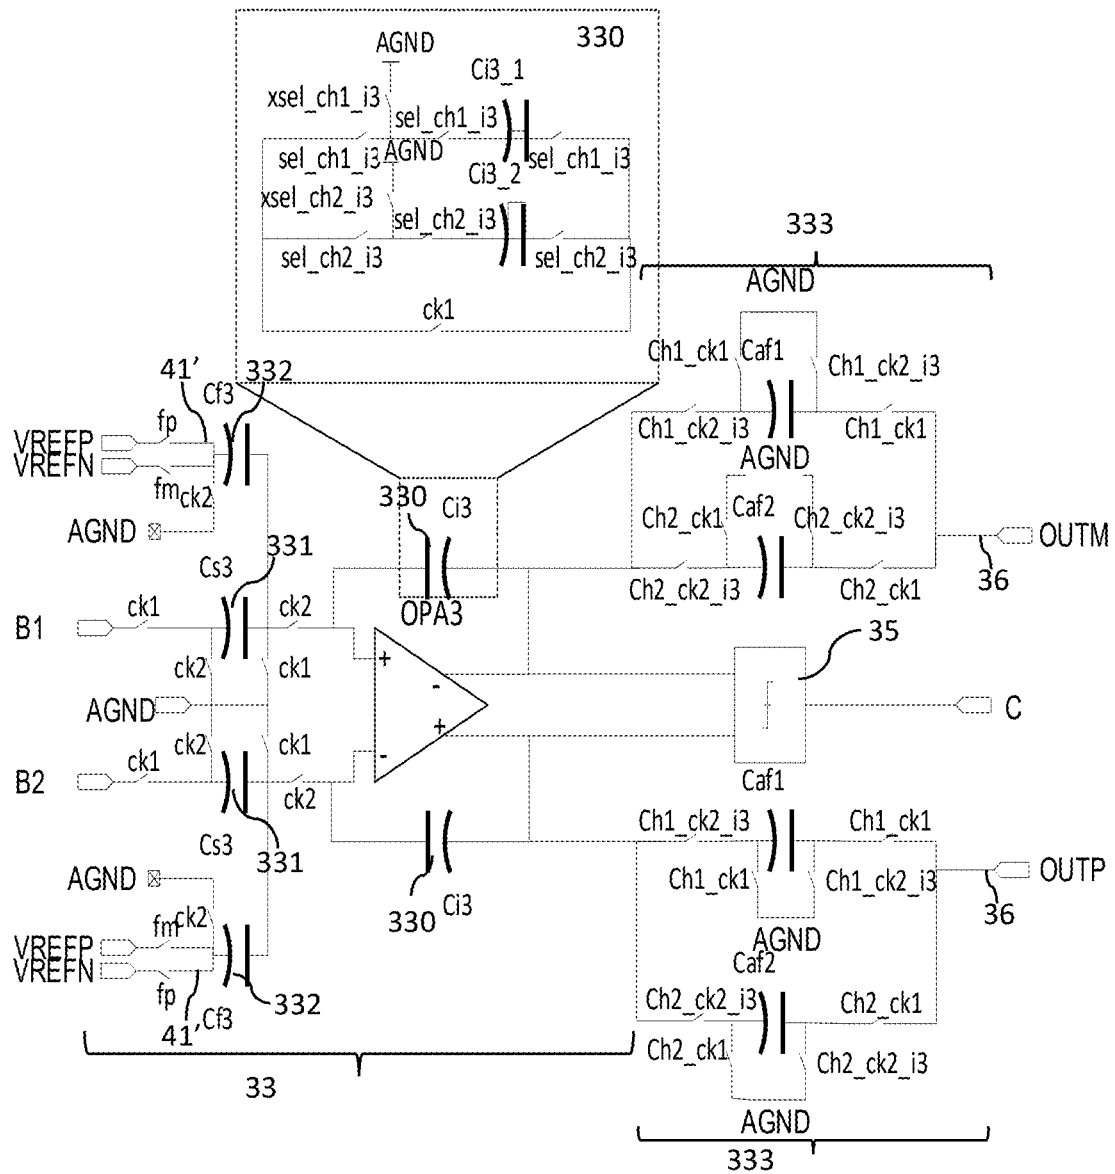 330
AGND
Ci3_1
xsel_ch1_i3
sel_ch1_i3
sel_ch1_i3
AGND
sel_ch1_i3
Ci3_2
xsel_ch2_i3
sel_ch2_i3
sel_ch2_i3
sel_ch2_i3
ck1
333
AGND
Ch1_ck1
Caf1
Ch1_ck2_i3
Ch1_ck2_i3
Ch1_ck1
AGND
Ch2_ck1
Caf2
Ch2_ck2_i3
Ch2_ck2_i3
Ch2_ck1
OUTM
36
41’
Cf3
332
fp
VREFP
VREFN
fm
ck2
AGND
330
Ci3
OPA3
Cs3
331
B1
ck1
ck2
ck2
ck1
AGND
ck2
ck1
B2
ck1
ck2
Cs3
331
+
-
+
-
35
C
AGND
ck2
fm
VREFP
VREFN
fp
41’
Cf3
332
330
Ci3
33
Caf1
Ch1_ck2_i3
Ch1_ck1
Ch1_ck1
Ch1_ck2_i3
AGND
OUTP
36
Caf2
Ch2_ck2_i3
Ch2_ck1
Ch2_ck1
Ch2_ck2_i3
AGND
333